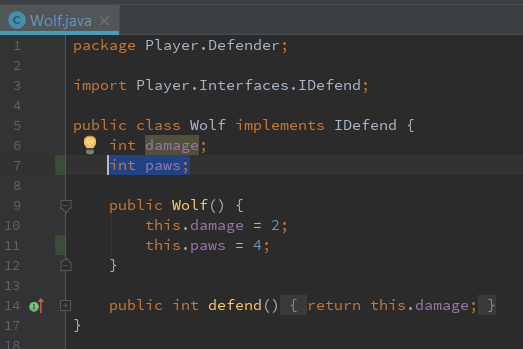 C Wolf.java ×
1 package Player.Defender;
2
3 import Player.Interfaces.IDefend;
4
5 public class Wolf implements IDefend {
6 int damage;
7 int paws;
8
9 public Wolf() {
10 this.damage = 2;
11 this.paws = 4;
12 }
13
14 I public int defend() { return this.damage; }
17 }
18